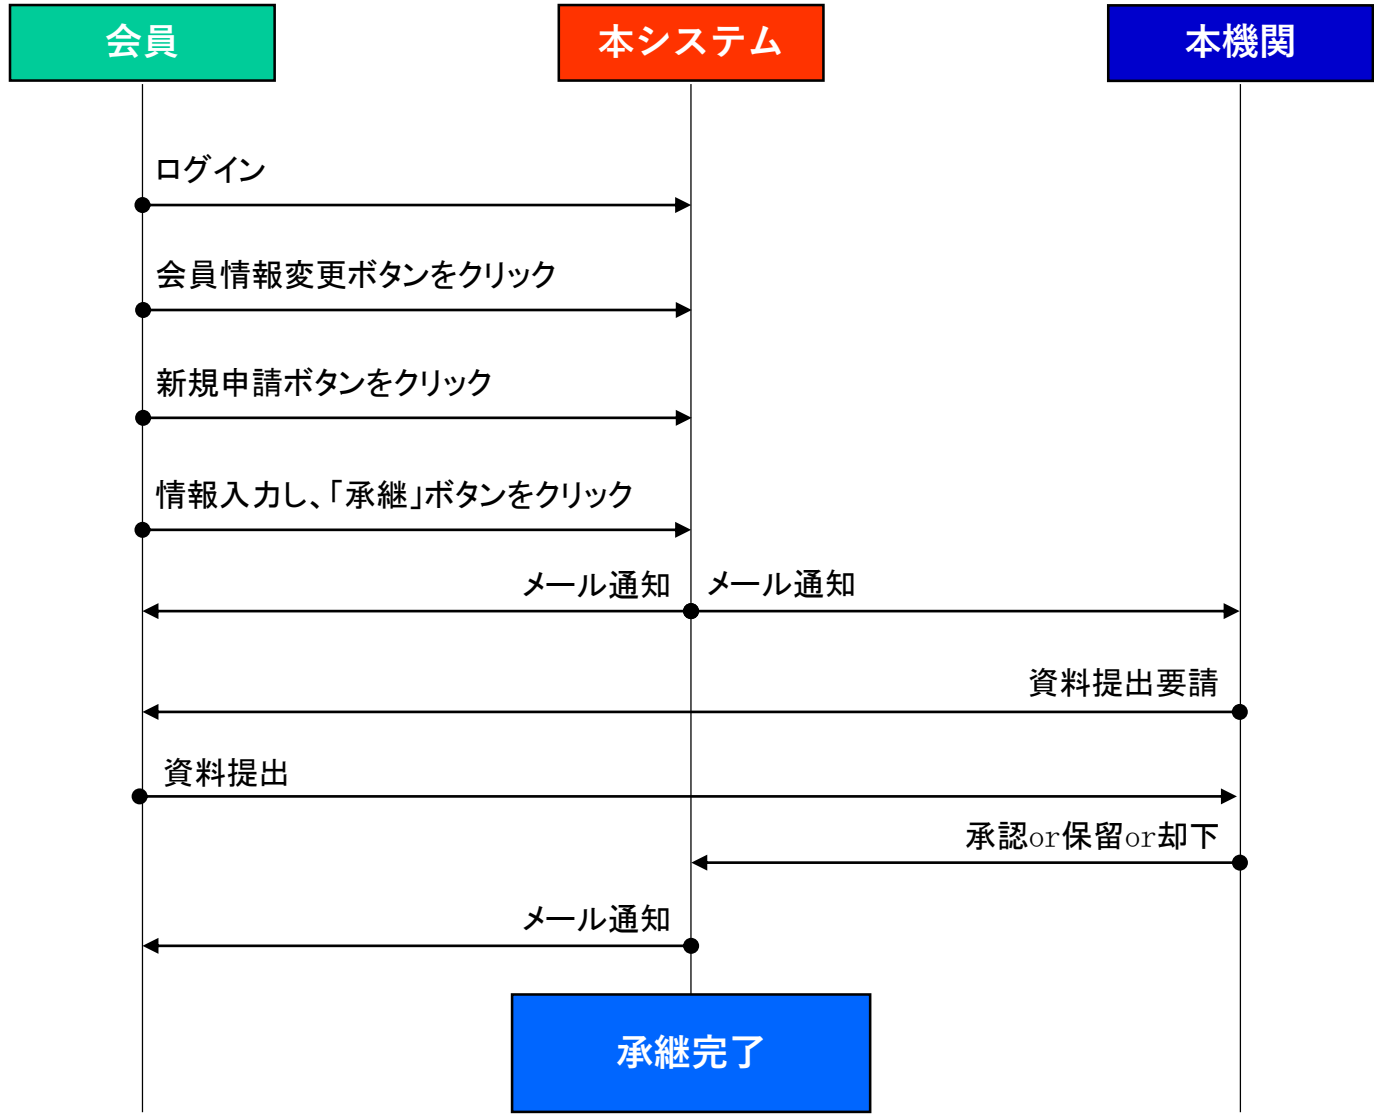 会員
本システム
本機関
ログイン
会員情報変更ボタンをクリック
新規申請ボタンをクリック
情報入力し、「承継」ボタンをクリック
メール通知
メール通知
資料提出要請
資料提出
承認or保留or却下
メール通知
承継完了